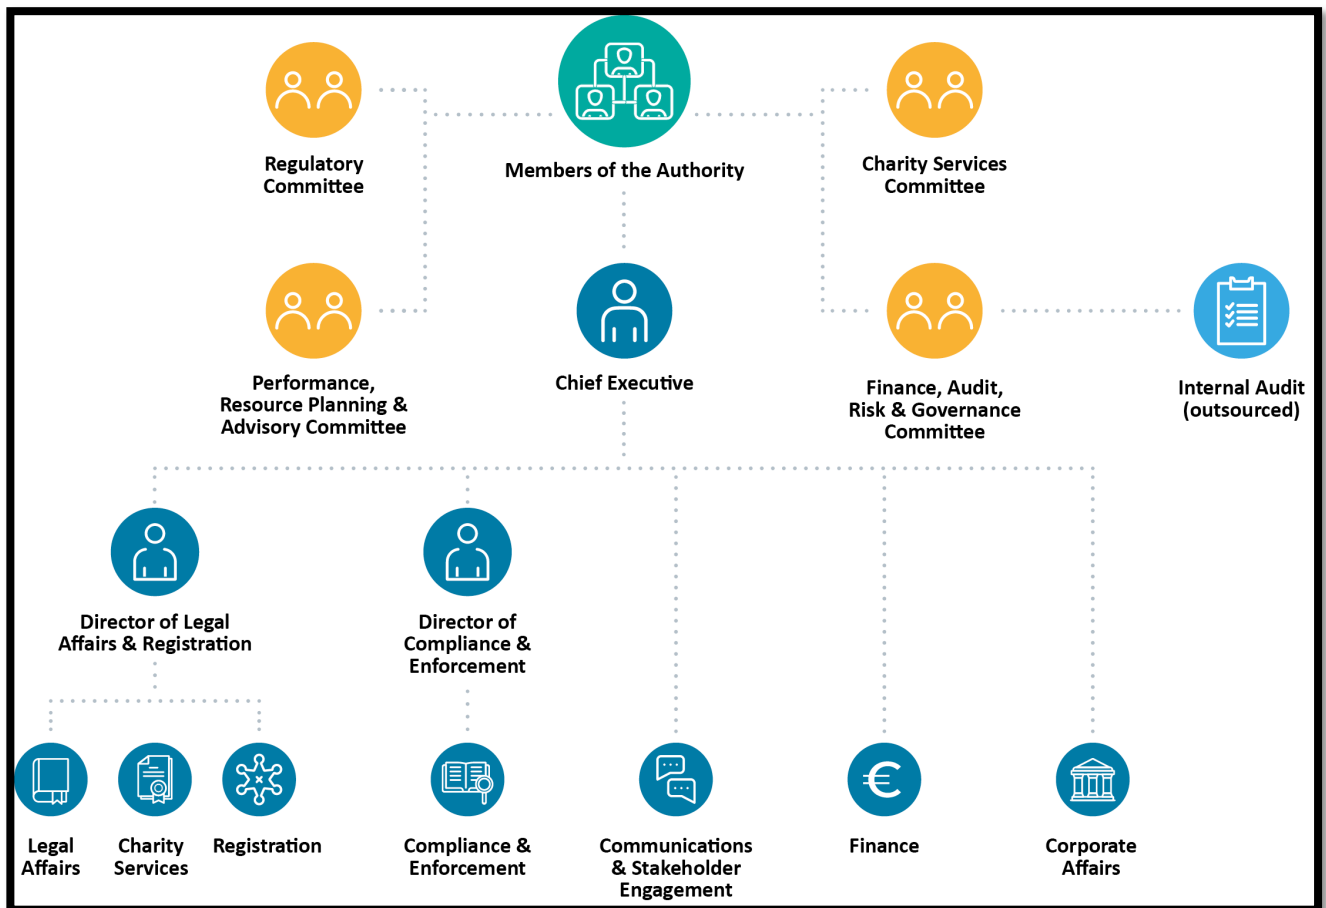 Regulatory
Committee
Members of the Authority
Charity Services
Committee
Performance,
Resource Planning &
Advisory Committee
Chief Executive
Finance, Audit,
Risk & Governance
Committee
Internal Audit
(outsourced)
Director of Legal
Affairs & Registration
Director of
Compliance &
Enforcement
Legal
Affairs
Charity
Services
Registration
Compliance &
Enforcement
Communications
& Stakeholder
Engagement
€
Finance
Corporate
Affairs